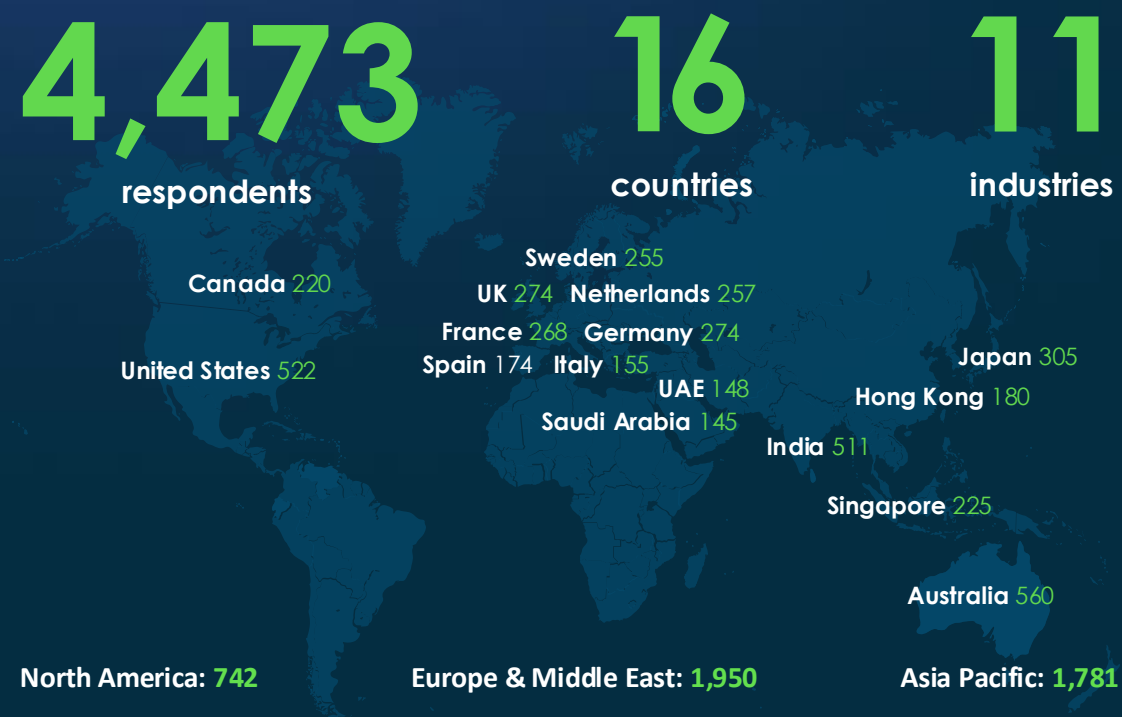 4,473 16 11
respondents countries industries
Sweden 255
Canada 220
UK 274 Netherlands 257
France 268 Germany 274
Japan 305
Spain 174 Italy 155
United States 522
UAE 148
Hong Kong 180
Saudi Arabia 145
India 511
Singapore 225
Australia 560
North America: 742 Europe & Middle East: 1,950 Asia Pacific: 1,781